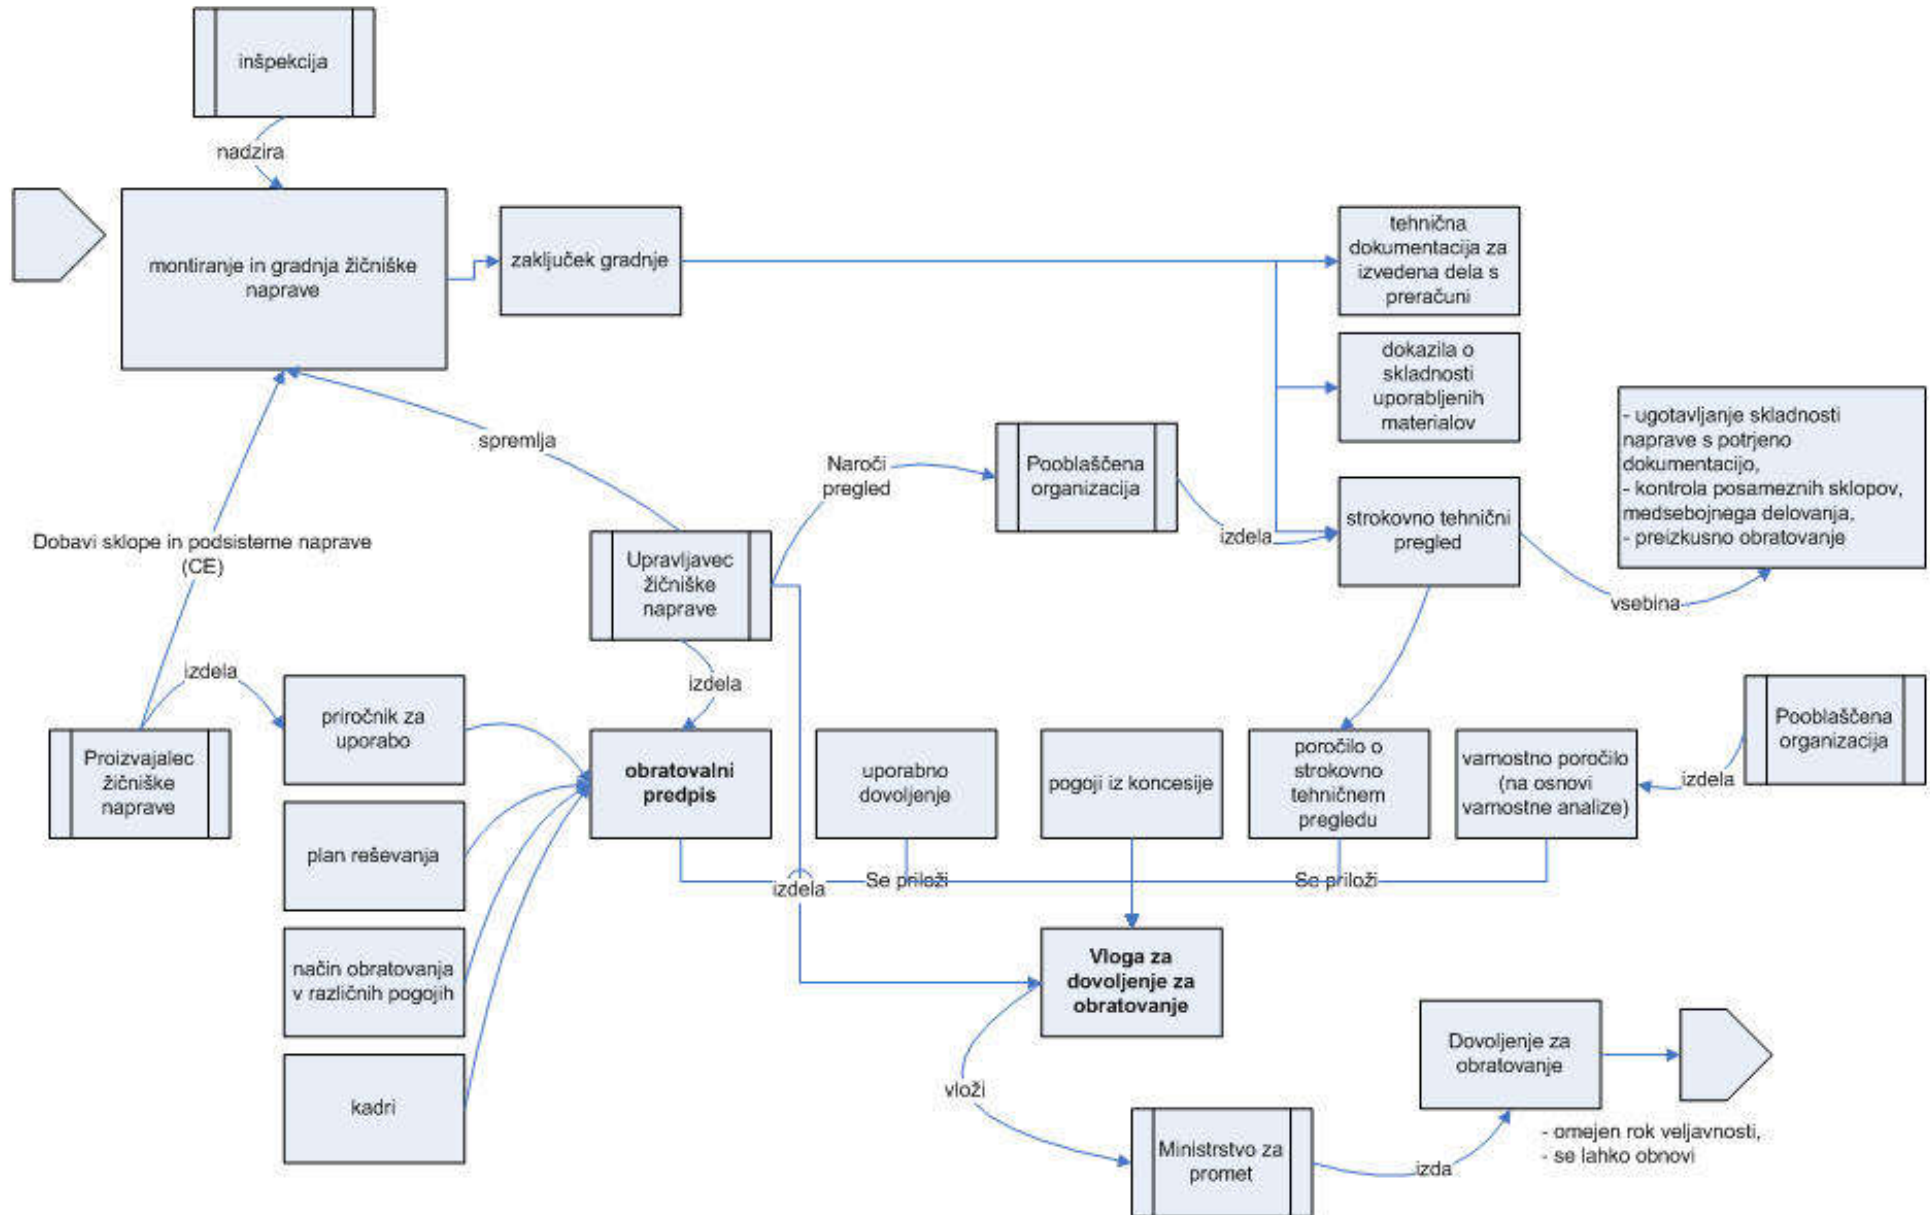 inšpekcija
nadzira
montiranje in gradnja žičniške
naprave
zaključek gradnje
tehnična
dokumentacija za
izvedena dela s
preračuni
dokazila o
skladnosti
uporabljenih
materialov
- ugotavljanje skladnosti
naprave s potrjeno
dokumentacijo,
- kontrola posameznih sklopov,
medsebojnega delovanja,
- preizkusno obratovanje
spremlja
Naroči
pregled
Pooblaščena
organizacija
izdela
strokovno tehnični
pregled
vsebina
Dobavi sklope in podsisteme naprave
(CE)
Upravljavec
žičniške
naprave
izdela
izdela
priročnik za
uporabo
Proizvajalec
žičniške
naprave
obratovalni
predpis
uporabno
dovoljenje
pogoji iz koncesije
poročilo o
strokovno
tehničnem
pregledu
varnostno poročilo
(na osnovi
varnostne analize)
izdela
Pooblaščena
organizacija
plan reševanja
izdela
Se priloži
Se priloži
način obratovanja
v različnih pogojih
Vloga za
dovoljenje za
obratovanje
kadri
vloži
Dovoljenje za
obratovanje
- omejen rok veljavnosti,
- se lahko obnovi
Ministrstvo za
promet
izda